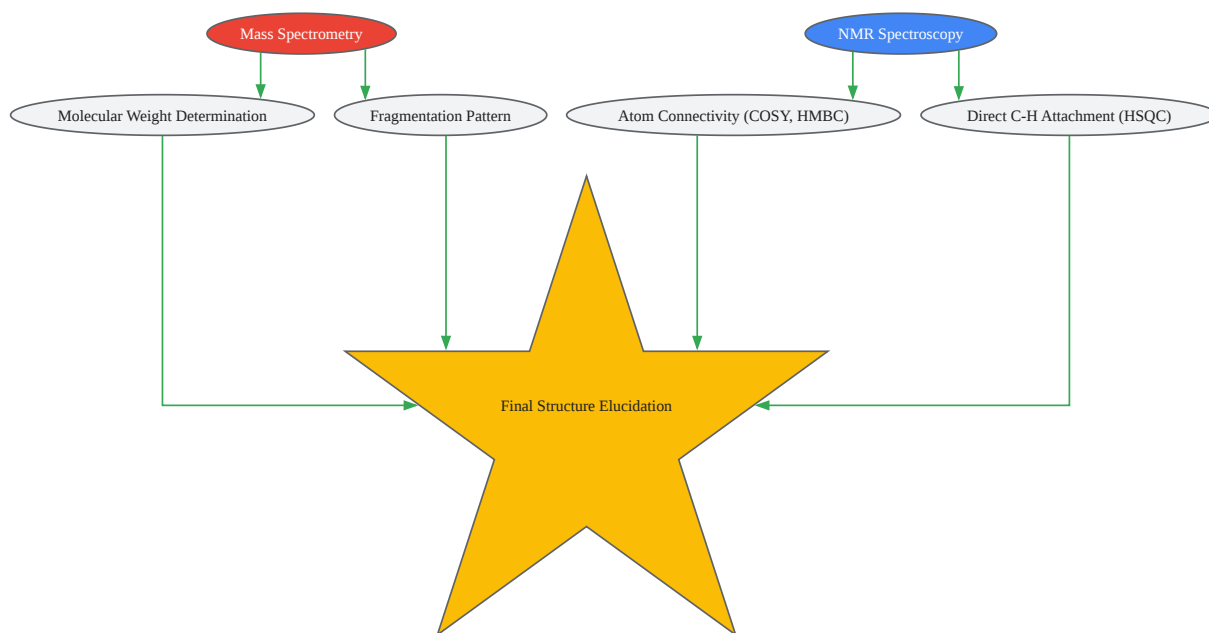 Mass Spectrometry
NMR Spectroscopy
Molecular Weight Determination
Fragmentation Pattern
Atom Connectivity (COSY, HMBC)
Direct C-H Attachment (HSQC)
Final Structure Elucidation